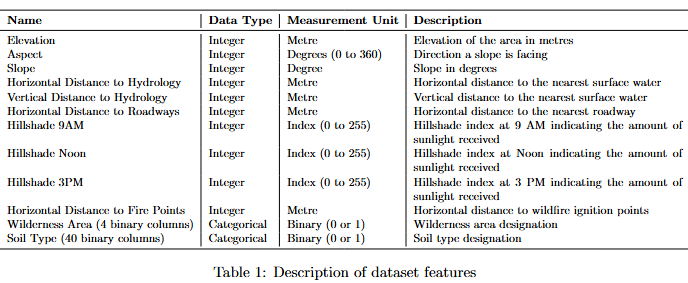 Name Data Type Measurement Unit Description
Elevation Integer Metre Elevation of the area in metres
Aspect Integer Degrees (0 to 360) Direction a slope is facing
Slope Integer Degree Slope in degrees
Horizontal Distance to Hydrology Integer Metre Horizontal distance to the nearest surface water
Vertical Distance to Hydrology Integer Metre Vertical distance to the nearest surface water
Horizontal Distance to Roadways Integer Metre Horizontal distance to the nearest roadway
Hillshade 9AM Integer Index (0 to 255) Hillshade index at 9 AM indicating the amount of
sunlight received
Hillshade Noon Integer Index (0 to 255) Hillshade index at Noon indicating the amount of
sunlight received
Hillshade 3PM Integer Index (0 to 255) Hillshade index at 3 PM indicating the amount of
sunlight received
Horizontal Distance to Fire Points Integer Metre Horizontal distance to wildfire ignition points
Wilderness Area (4 binary columns) Categorical Binary (0 or 1) Wilderness area designation
Soil Type (40 binary columns) Categorical Binary (0 or 1) Soil type designation
Table 1: Description of dataset features